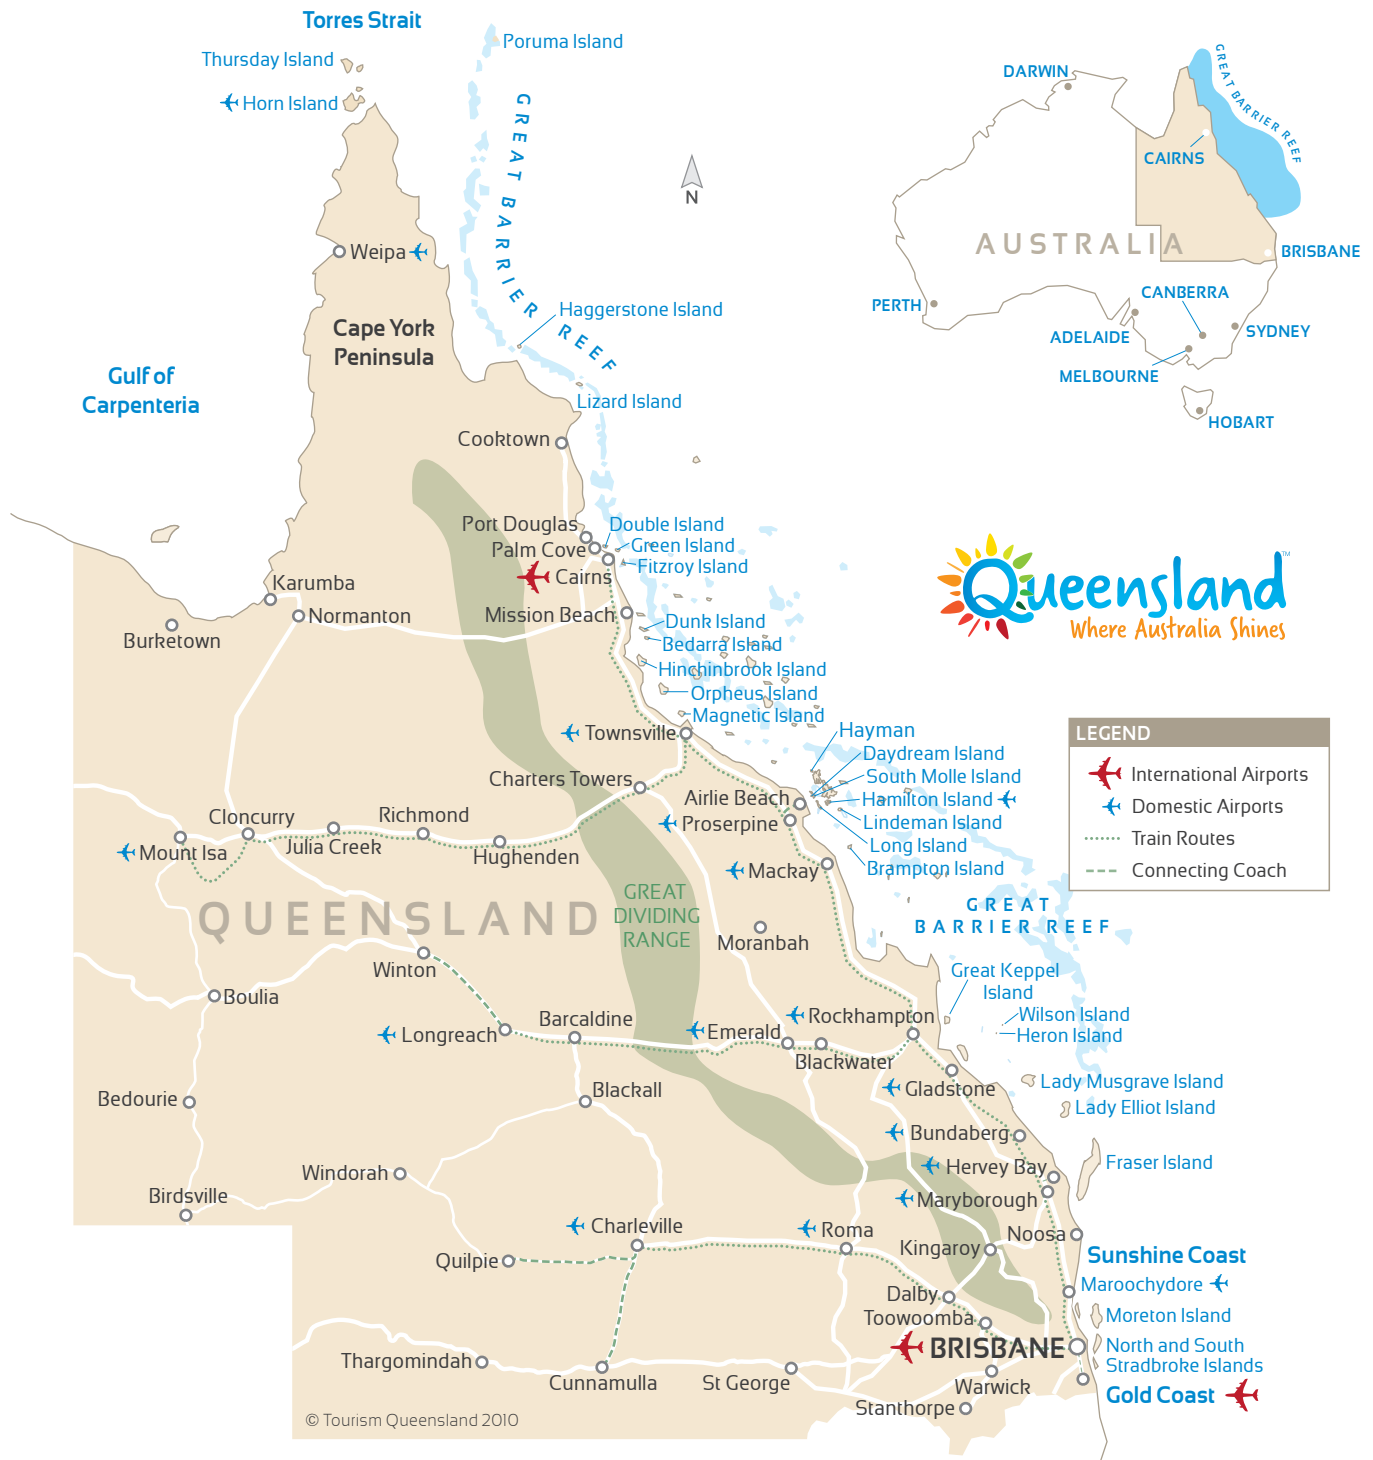 Torres Strait
Poruma Island
Thursday Island
Horn Island
GREAT BARRIER REEF
N
Weipa
Haggerstone Island
Cape York
Peninsula
Gulf of
Carpenteria
Lizard Island
Cooktown
Port Douglas
Double Island
Palm Cove
Green Island
Fitzroy Island
Cairns
Karumba
Normanton
Mission Beach
Burketown
Dunk Island
Bedarra Island
Hinchinbrook Island
Orpheus Island
Magnetic Island
Townsville
Hayman
Daydream Island
South Molle Island
Hamilton Island
Lindeman Island
Long Island
Brampton Island
Charters Towers
Airlie Beach
Proserpine
Cloncurry
Richmond
Julia Creek
Mount Isa
Hughenden
Mackay
GREAT
DIVIDING
RANGE
QUEENSLAND
Moranbah
GREAT
BARRIER REEF
Winton
Great Keppel
Island
Boulia
Wilson Island
Heron Island
Longreach
Barcaldine
Emerald
Rockhampton
Blackwater
Blackall
Gladstone
Lady Musgrave Island
Lady Elliot Island
Bedourie
Bundaberg
Windorah
Hervey Bay
Fraser Island
Birdsville
Maryborough
Charleville
Roma
Kingaroy
Noosa
Quilpie
Sunshine Coast
Maroochydore
Dalby
Toowoomba
Moreton Island
BRISBANE
North and South
Stradbroke Islands
Thargomindah
Cunnamulla
St George
Warwick
Gold Coast
Stanthorpe
© Tourism Queensland 2010
DARWIN
GREAT BARRIER REEF
CAIRNS
AUSTRALIA
BRISBANE
CANBERRA
PERTH
ADELAIDE
SYDNEY
MELBOURNE
HOBART
Queensland™
Where Australia Shines
LEGEND
International Airports
Domestic Airports
Train Routes
Connecting Coach